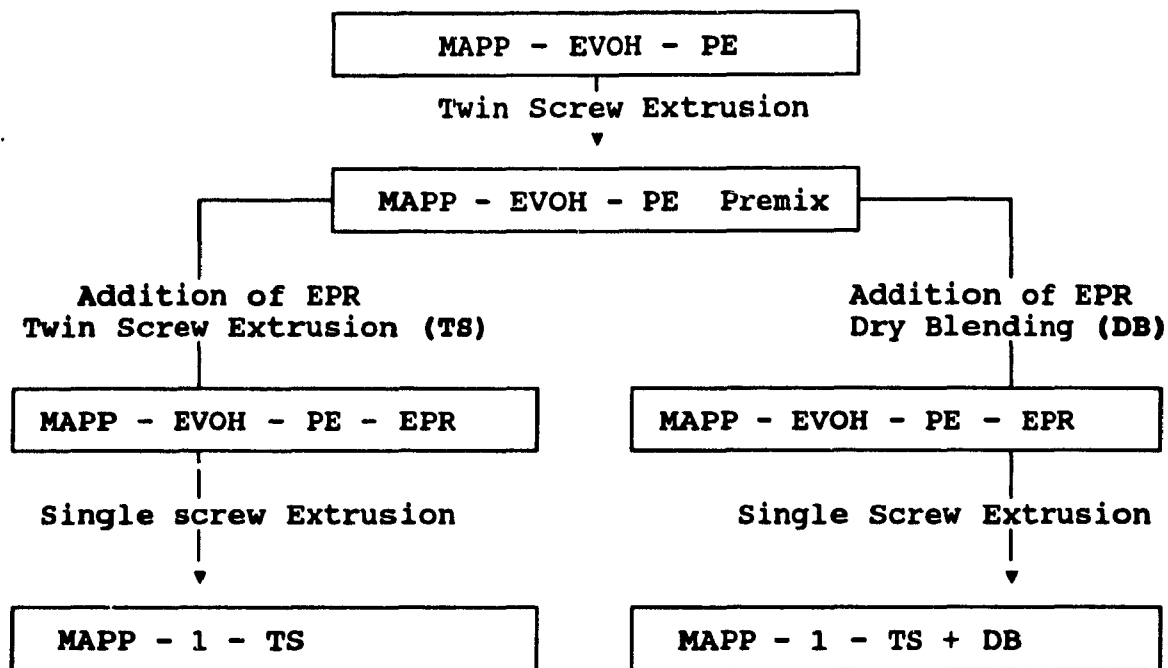 MAPP - EVOH - PE
Twin Screw Extrusion
MAPP - EVOH - PE Premix
Addition of EPR
Twin Screw Extrusion (TS)
Addition of EPR
Dry Blending (DB)
MAPP - EVOH - PE - EPR
MAPP - EVOH - PE - EPR
Single screw Extrusion
Single Screw Extrusion
MAPP - 1 - TS
MAPP - 1 - TS + DB